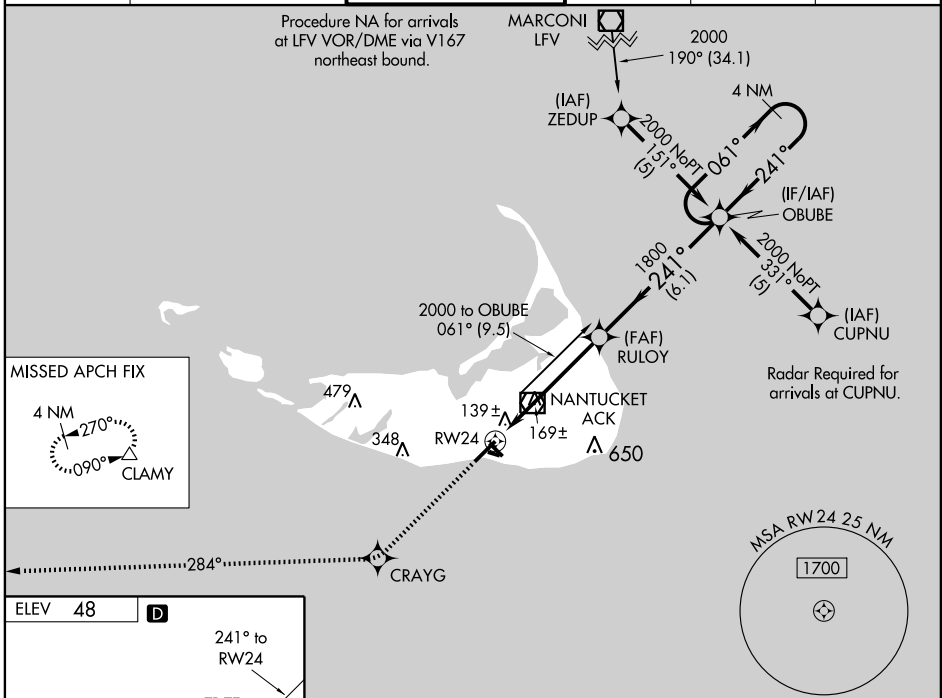 Procedure NA for arrivals
at LFV VOR/DME via V167
northeast bound.
MARCONI
LFV
2000
190° (34.1)
(IAF)
ZEDUP
4 NM
2000 NoPT
151°
(5)
061°
241°
(IF/IAF)
OBUBE
1800
241°
(6.1)
2000 NoPT
331°
(5)
(IAF)
CUPNU
2000 to OBUBE
061° (9.5)
(FAF)
RULOY
Radar Required for
arrivals at CUPNU.
MISSED APCH FIX
4 NM
270°
090°
CLAMY
479
348
139±
RW24
NANTUCKET
ACK
169±
650
284°
CRAYG
MSA RW24 25 NM
1700
ELEV 48
D
241° to
RW24